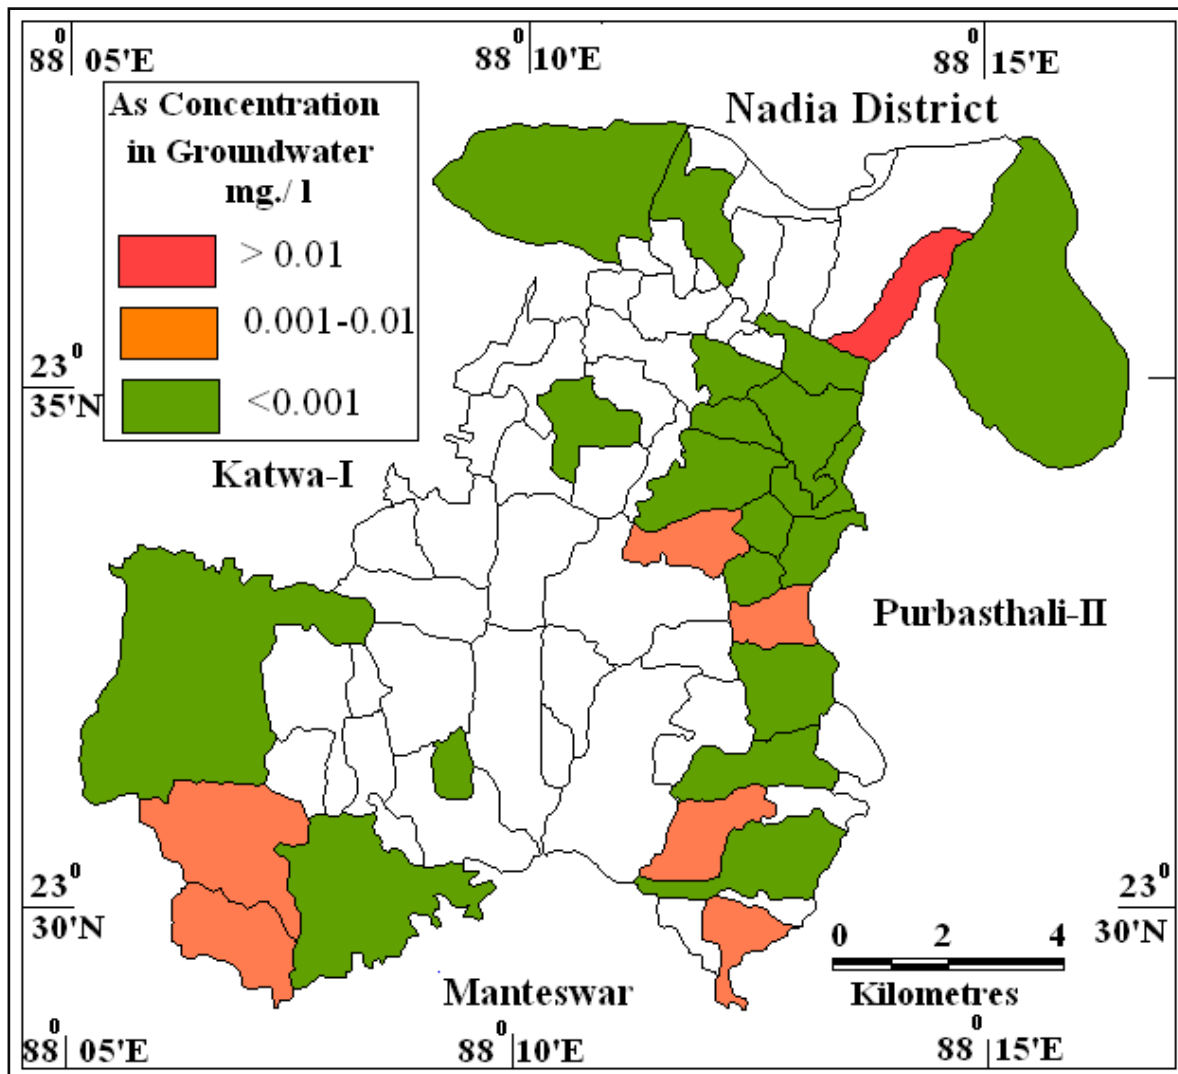 88⁰ 05'E
88⁰ 10'E
88⁰ 15'E
Nadia District
As Concentration
in Groundwater
mg./ l
> 0.01
0.001-0.01
<0.001
23⁰
35'N
Katwa-I
Purbasthali-II
23⁰
30'N
23⁰
30'N
0 2 4
Kilometres
Manteswar
88⁰ 05'E
88⁰ 10'E
88⁰ 15'E